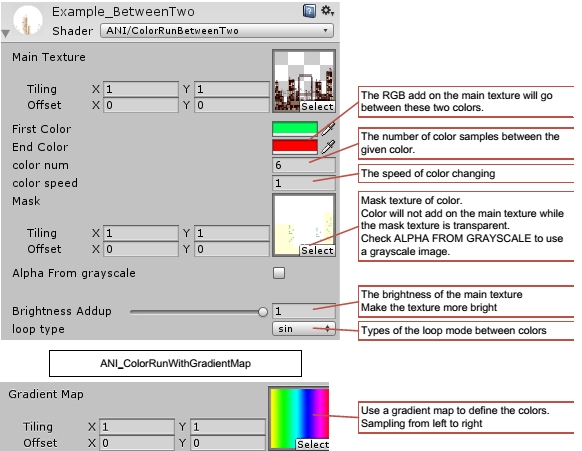 Example_BetweenTwo
Shader ANI/ColorRunBetweenTwo
Main Texture
Tiling X 1 Y 1
Offset X 0 Y 0
Select
The RGB add on the main texture will go
between these two colors.
First Color
End Color
color num 6
The number of color samples between the
given color.
color speed 1
The speed of color changing
Mask
Tiling X 1 Y 1
Offset X 0 Y 0
Select
Mask texture of color.
Color will not add on the main texture while
the mask texture is transparent.
Check ALPHA FROM GRAYSCALE to use
a grayscale image.
Alpha From grayscale
Brightness Addup 1
The brightness of the main texture
Make the texture more bright
loop type sin
Types of the loop mode between colors
ANI_ColorRunWithGradientMap
Gradient Map
Tiling X 1 Y 1
Offset X 0 Y 0
Select
Use a gradient map to define the colors.
Sampling from left to right